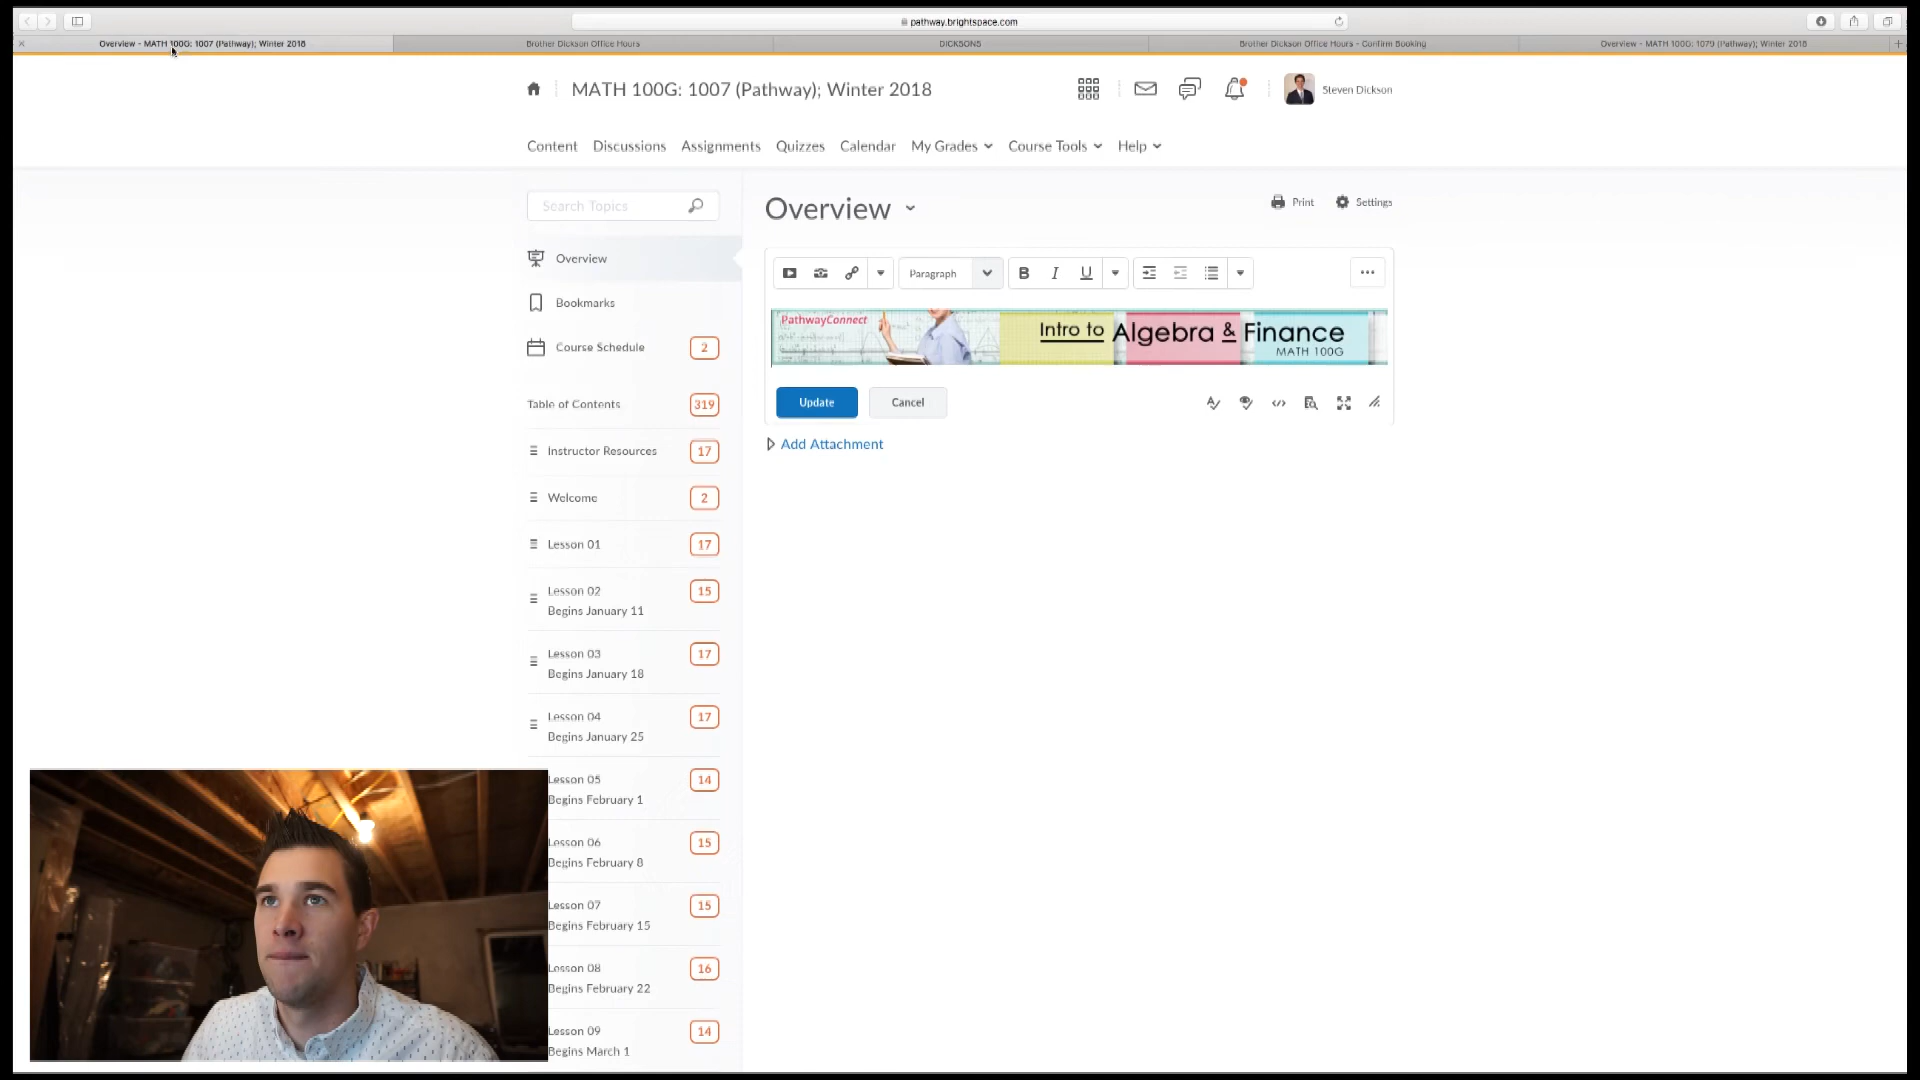 pathway.brightspace.com
Overview - MATH 100G: 1007 (Pathway); Winter 2018
Brother Dickson Office Hours
DICKSONS
Brother Dickson Office Hours - Confirm Booking
Overview - MATH 100G: 1079 (Pathway); Winter 2018
MATH 100G: 1007 (Pathway); Winter 2018
Steven Dickson
Content Discussions Assignments Quizzes Calendar My Grades Course Tools Help
Search Topics
Overview
Bookmarks
Course Schedule 2
Table of Contents 319
Instructor Resources 17
Welcome 2
Lesson 01 17
Lesson 02 15
Begins January 11
Lesson 03 17
Begins January 18
Lesson 04 17
Begins January 25
Lesson 05 14
Begins February 1
Lesson 06 15
Begins February 8
Lesson 07 15
Begins February 15
Lesson 08 16
Begins February 22
Lesson 09 14
Begins March 1
Overview
Print Settings
Paragraph B I U
PathwayConnect
Intro to Algebra & Finance
MATH 100G
Update Cancel
Add Attachment